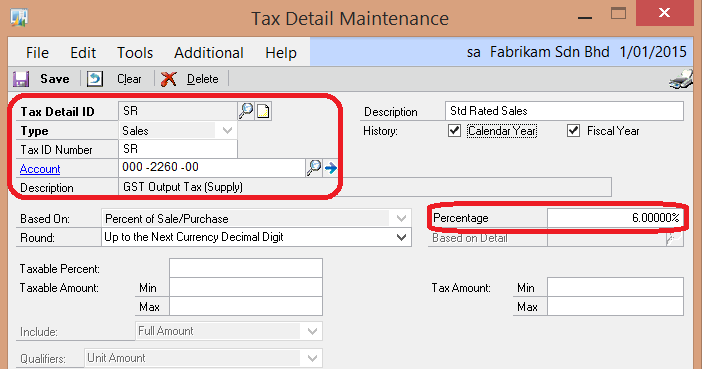 Tax Detail Maintenance
File Edit Tools Additional Help sa Fabrikam Sdn Bhd 1/01/2015
Save Clear Delete
Tax Detail ID SR Description Std Rated Sales
Type Sales History: Calendar Year Fiscal Year
Tax ID Number SR
Account 000 -2260 -00
Description GST Output Tax (Supply)
Based On: Percent of Sale/Purchase Percentage 6.00000%
Round: Up to the Next Currency Decimal Digit Based on Detail
Taxable Percent:
Taxable Amount: Min Tax Amount: Min
Max Max
Include: Full Amount
Qualifiers: Unit Amount